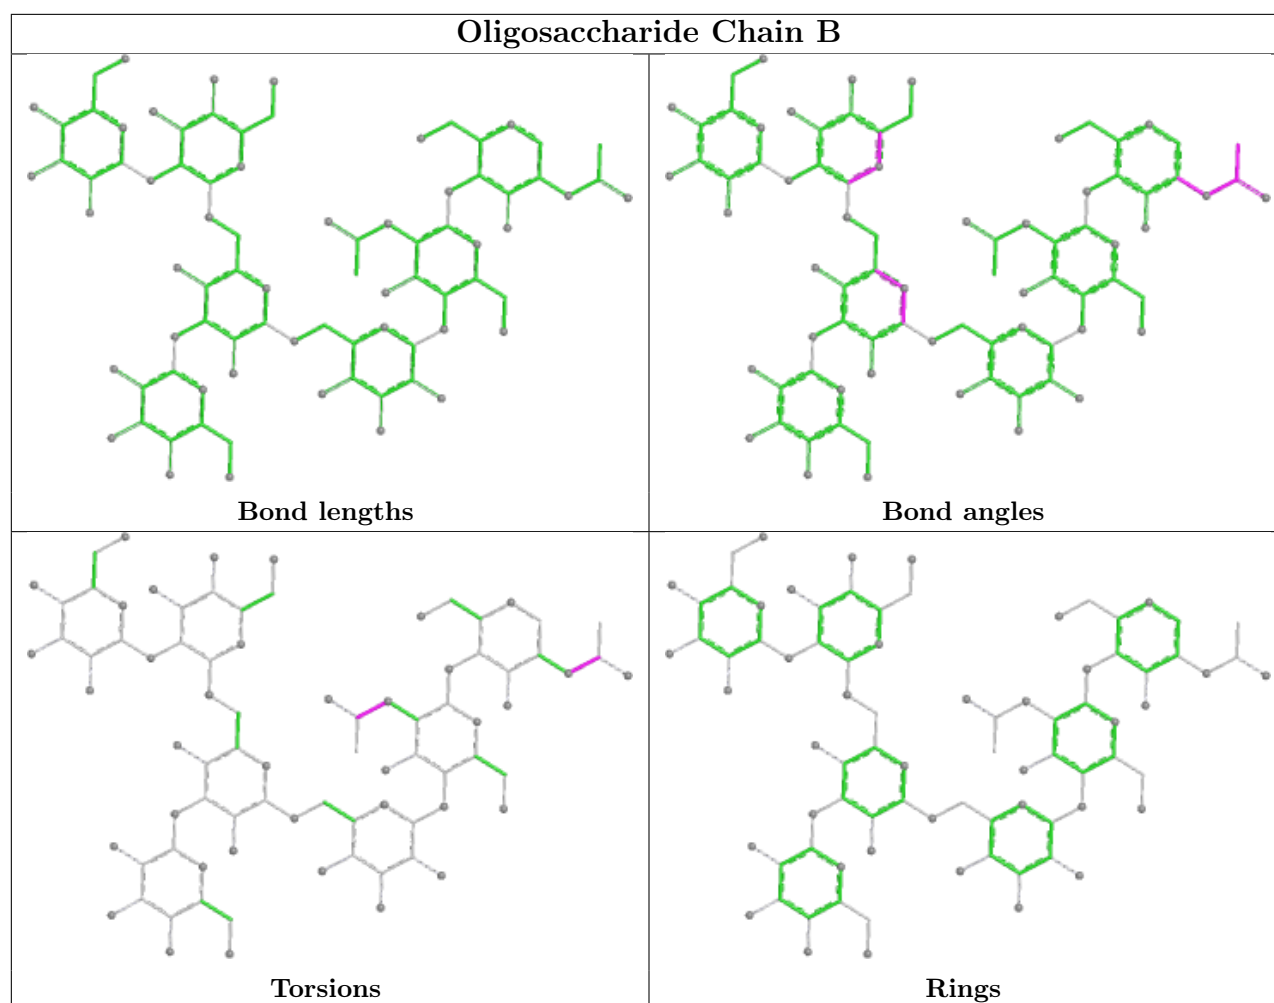 Oligosaccharide Chain B
Bond lengths
Bond angles
Torsions
Rings